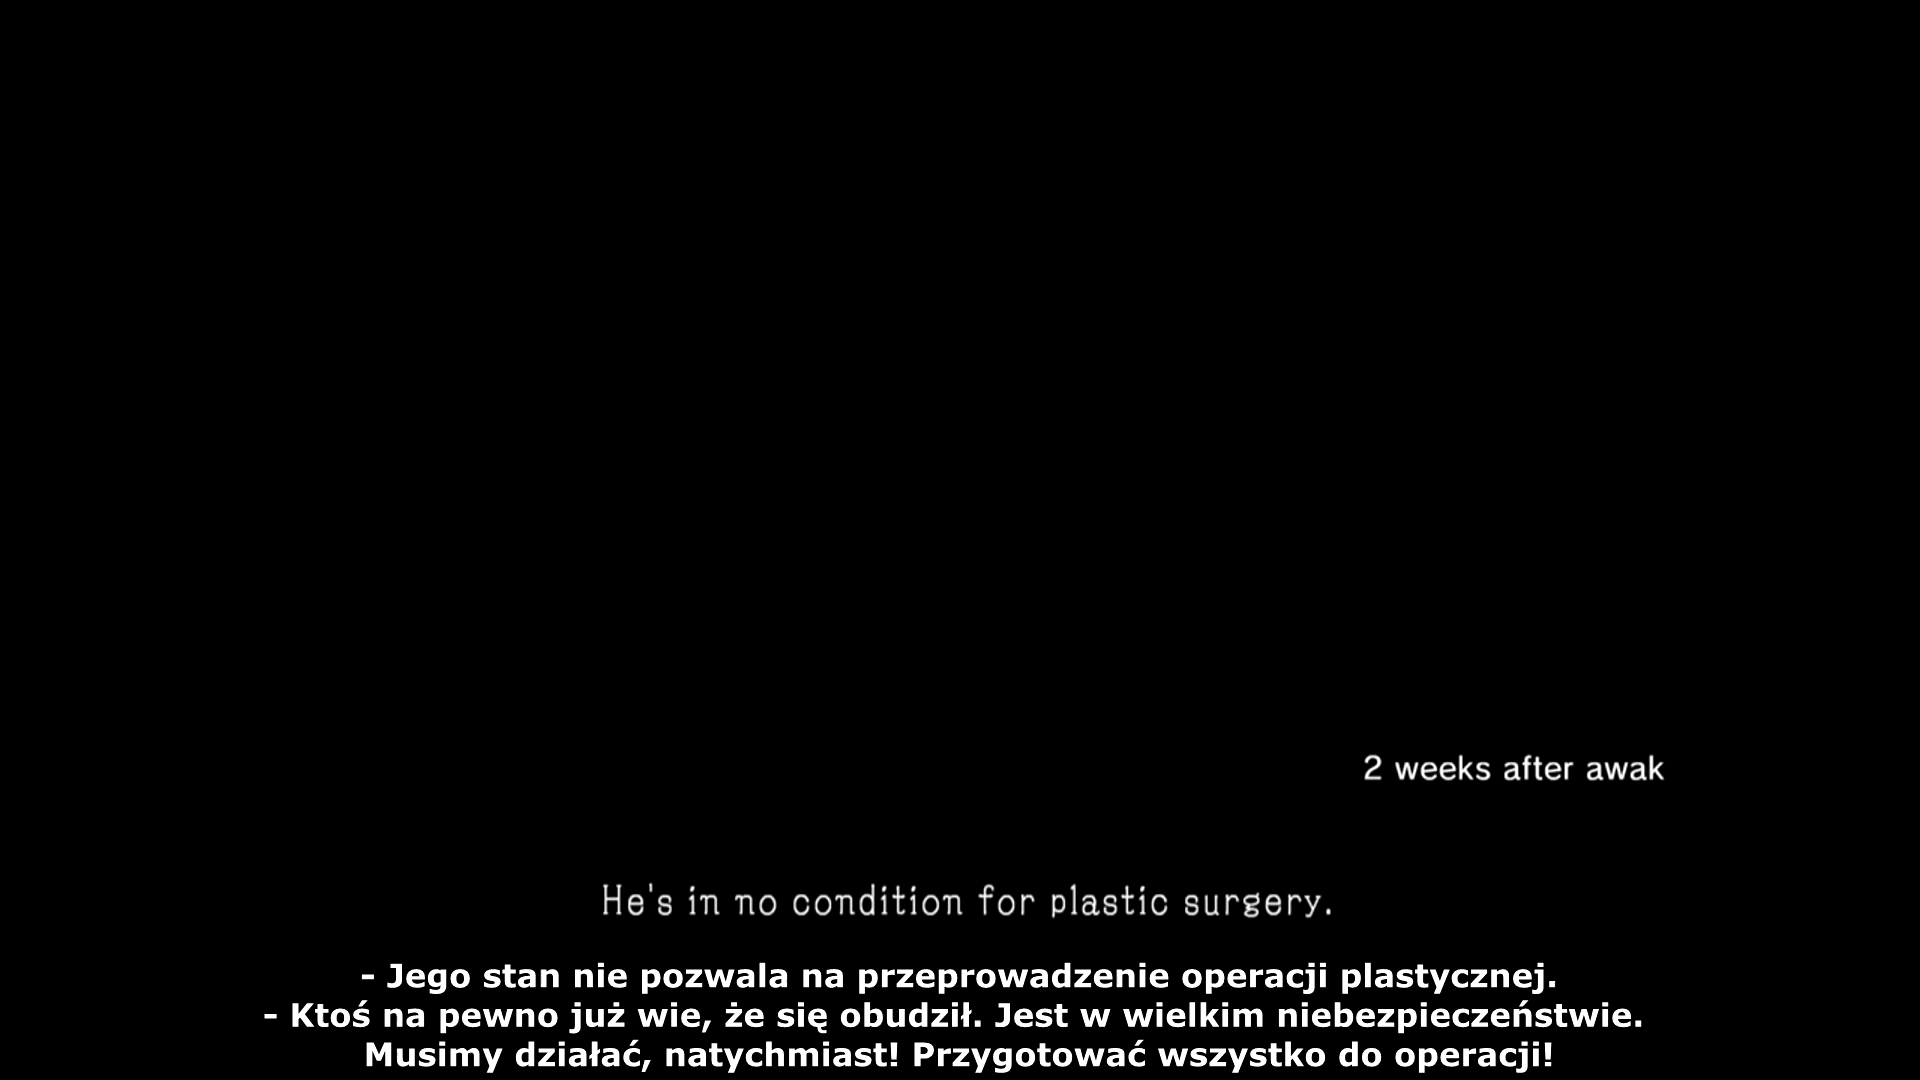 2 weeks after awak
He's in no condition for plastic surgery.
- Jego stan nie pozwala na przeprowadzenie operacji plastycznej.
- Ktoś na pewno już wie, że się obudził. Jest w wielkim niebezpieczeństwie.
Musimy działać, natychmiast! Przygotować wszystko do operacji!